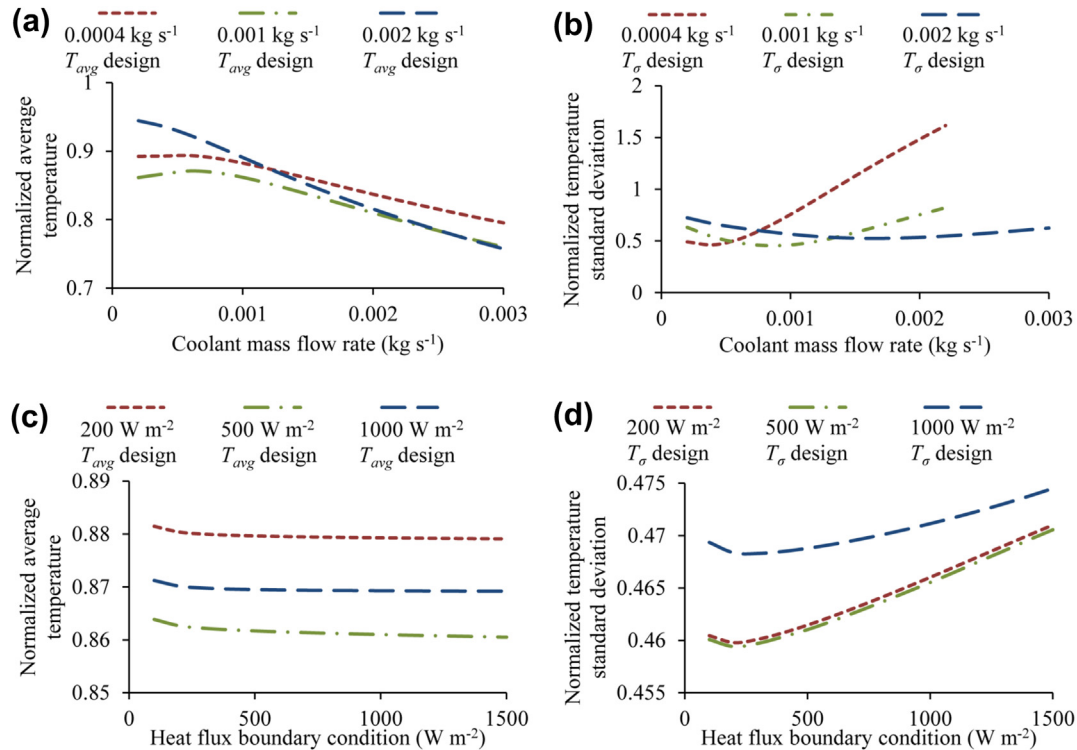 (a)
0.0004 kg s⁻¹ 0.001 kg s⁻¹ 0.002 kg s⁻¹
Tavg design Tavg design Tavg design
Normalized average
temperature
1
0.9
0.8
0.7
0 0.001 0.002 0.003
Coolant mass flow rate (kg s⁻¹)
(b)
0.0004 kg s⁻¹ 0.001 kg s⁻¹ 0.002 kg s⁻¹
Tσ design Tσ design Tσ design
Normalized temperature
standard deviation
2
1.5
1
0.5
0
0 0.001 0.002 0.003
Coolant mass flow rate (kg s⁻¹)
(c)
200 W m⁻² 500 W m⁻² 1000 W m⁻²
Tavg design Tavg design Tavg design
Normalized average
temperature
0.89
0.88
0.87
0.86
0.85
0 500 1000 1500
Heat flux boundary condition (W m⁻²)
(d)
200 W m⁻² 500 W m⁻² 1000 W m⁻²
Tσ design Tσ design Tσ design
Normalized temperature
standard deviation
0.475
0.47
0.465
0.46
0.455
0 500 1000 1500
Heat flux boundary condition (W m⁻²)